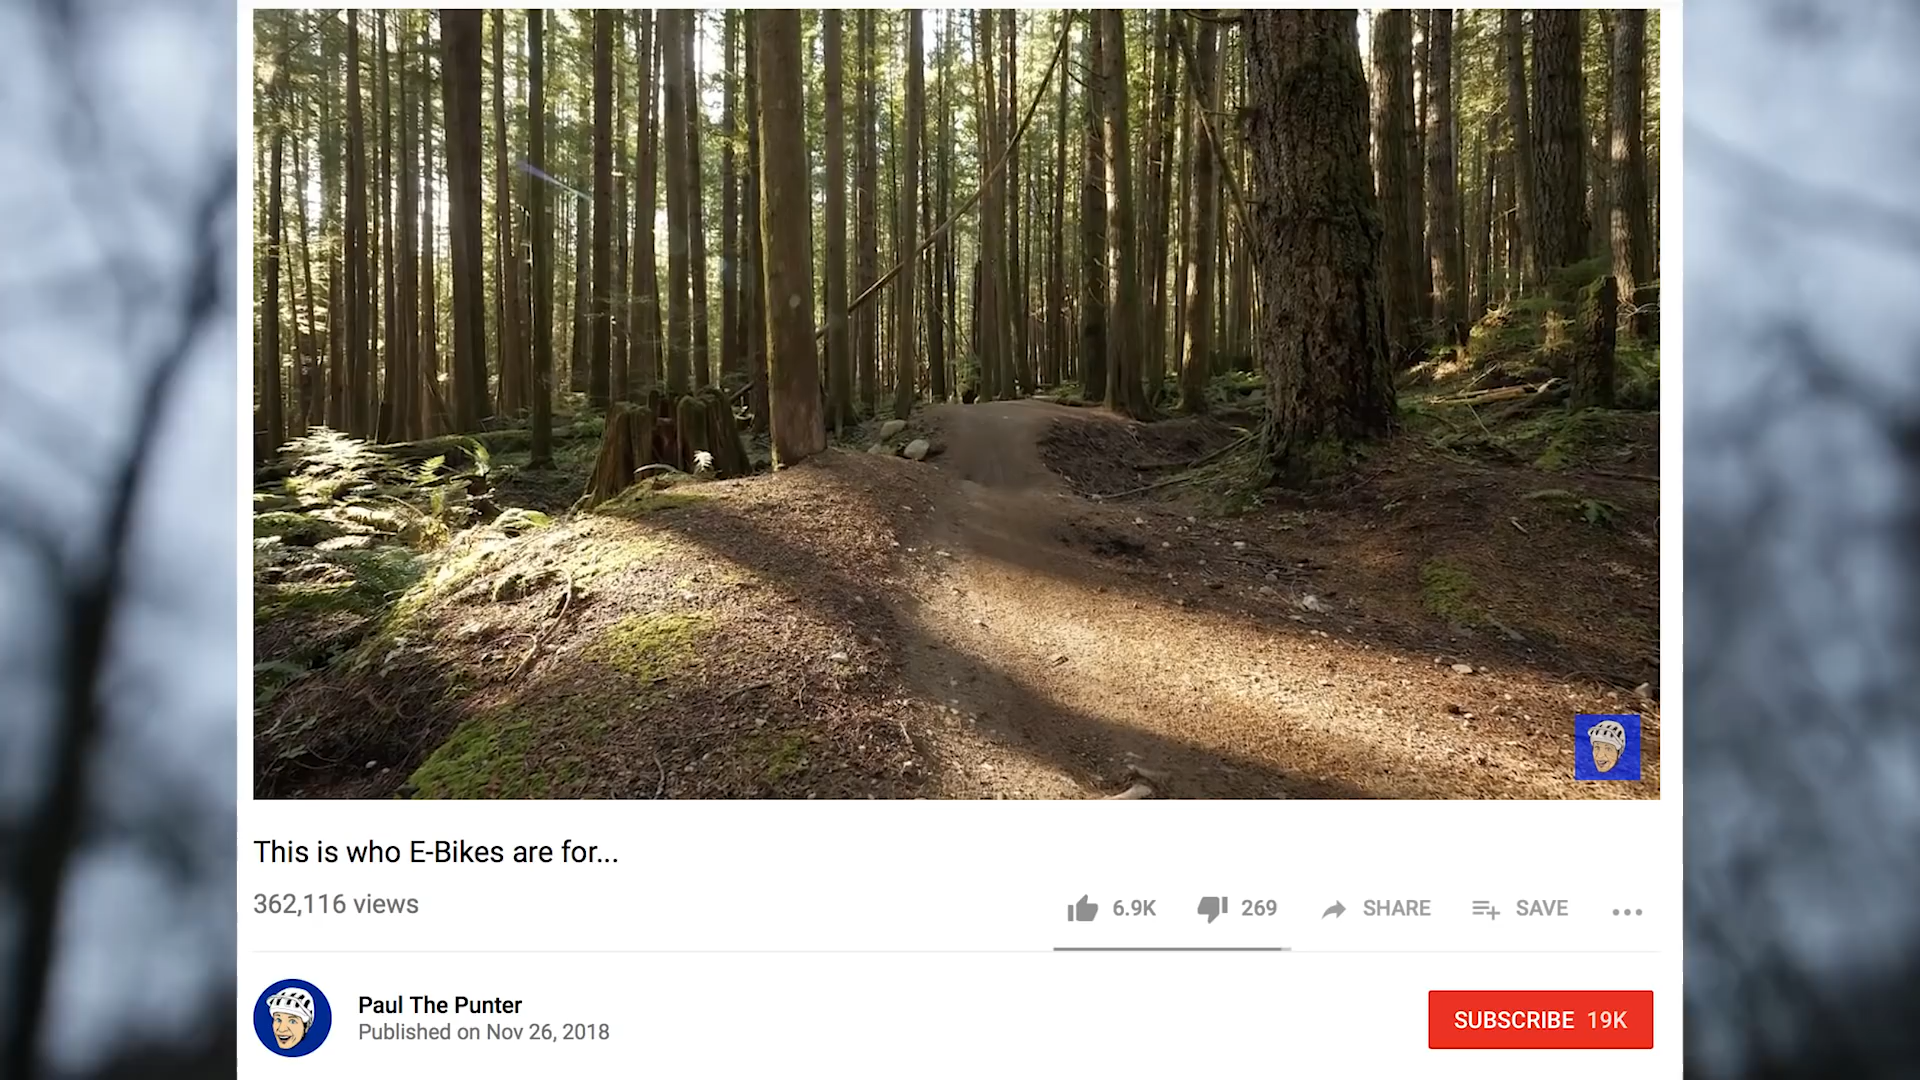 This is who E-Bikes are for...
362,116 views
6.9K
269
SHARE
SAVE
Paul The Punter
Published on Nov 26, 2018
SUBSCRIBE 19K